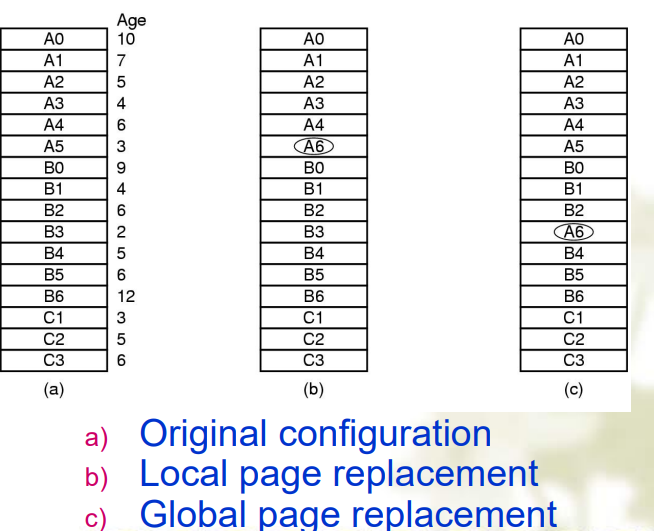 Age
A0 10 A0 A0
A1 7 A1 A1
A2 5 A2 A2
A3 4 A3 A3
A4 6 A4 A4
A5 3 A6 A5
B0 9 B0 B0
B1 4 B1 B1
B2 6 B2 B2
B3 2 B3 A6
B4 5 B4 B4
B5 6 B5 B5
B6 12 B6 B6
C1 3 C1 C1
C2 5 C2 C2
C3 6 C3 C3
(a) (b) (c)
a) Original configuration
b) Local page replacement
c) Global page replacement